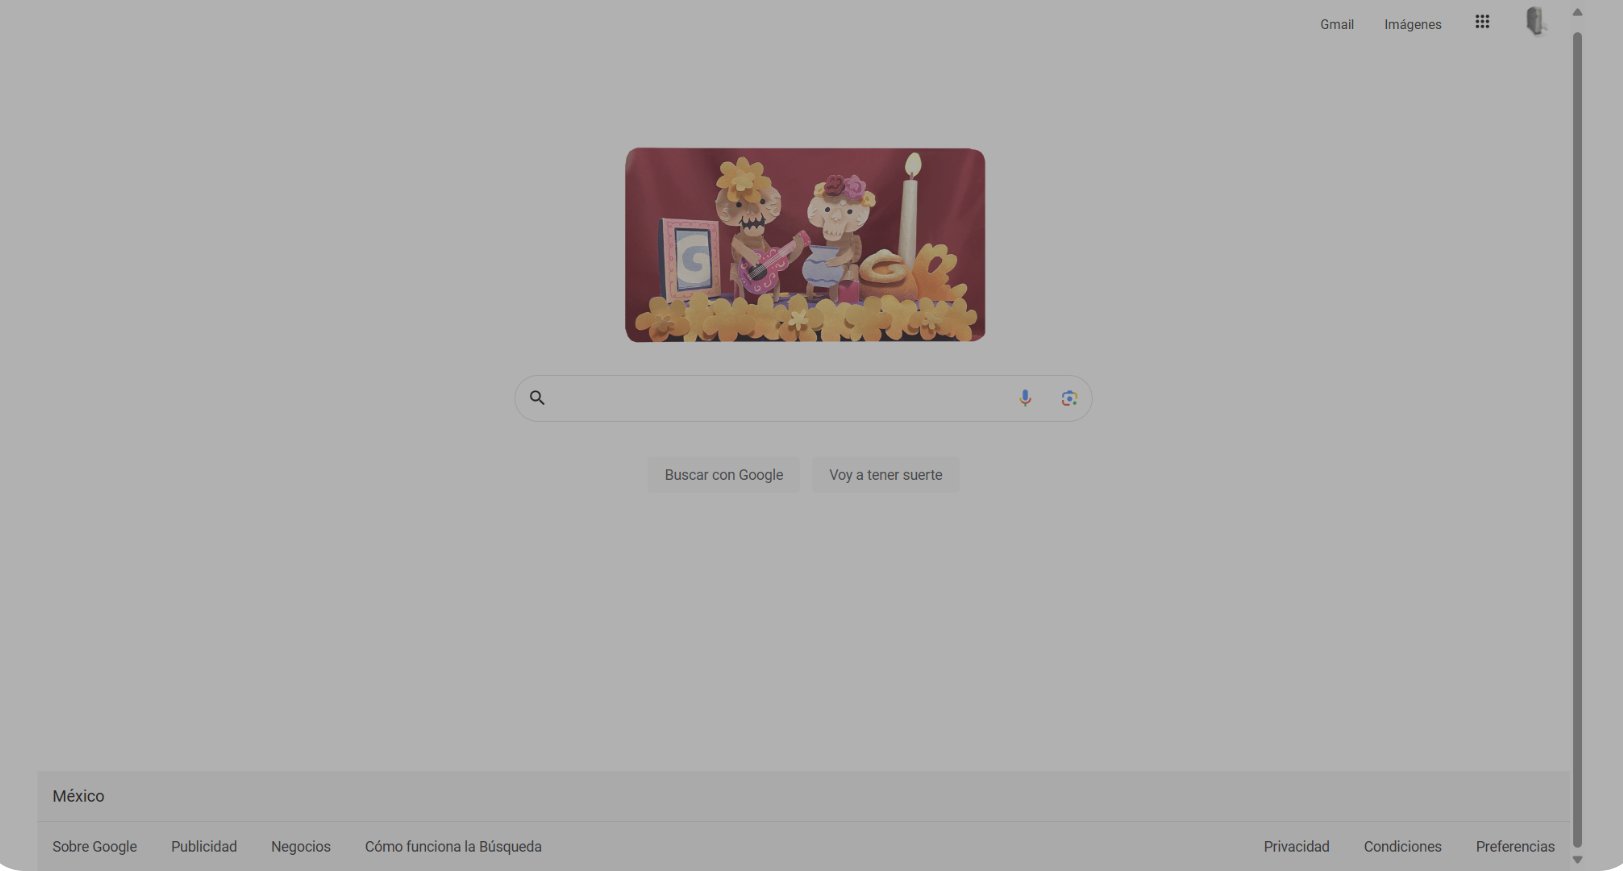 Gmail Imágenes
G
Buscar con Google Voy a tener suerte
México
Sobre Google Publicidad Negocios Cómo funciona la Búsqueda Privacidad Condiciones Preferencias